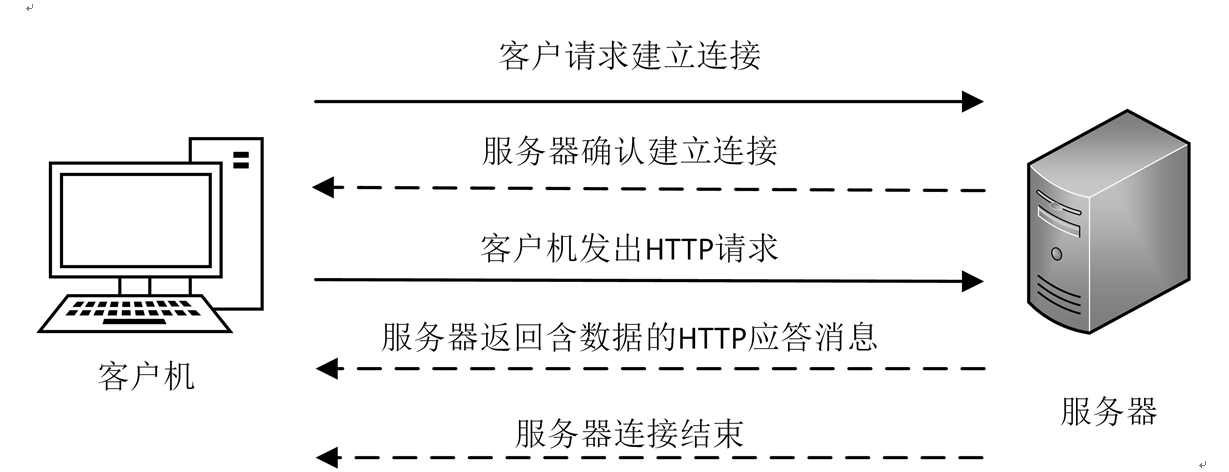 客户请求建立连接
服务器确认建立连接
客户机发出HTTP请求
服务器返回含数据的HTTP应答消息
客户机
服务器
服务器连接结束